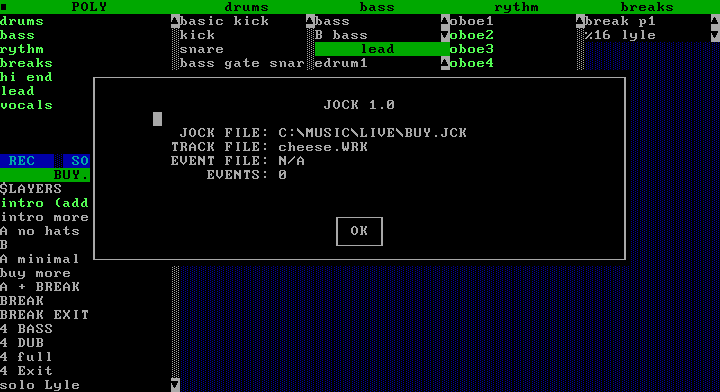 POLY drums bass rythm breaks
drums basic kick bass oboe1 break p1
bass kick B bass oboe2 %16 lyle
rythm snare lead oboe3
breaks bass gate snar edrum1 oboe4
hi end
lead
vocals
JOCK 1.0
JOCK FILE: C:\MUSIC\LIVE\BUY.JCK
TRACK FILE: cheese.WRK
EVENT FILE: N/A
EVENTS: 0
OK
REC SO
BUY.
$LAYERS
intro (add
intro more
A no hats
B
A minimal
buy more
A + BREAK
BREAK
BREAK EXIT
4 BASS
4 DUB
4 full
4 Exit
solo Lyle